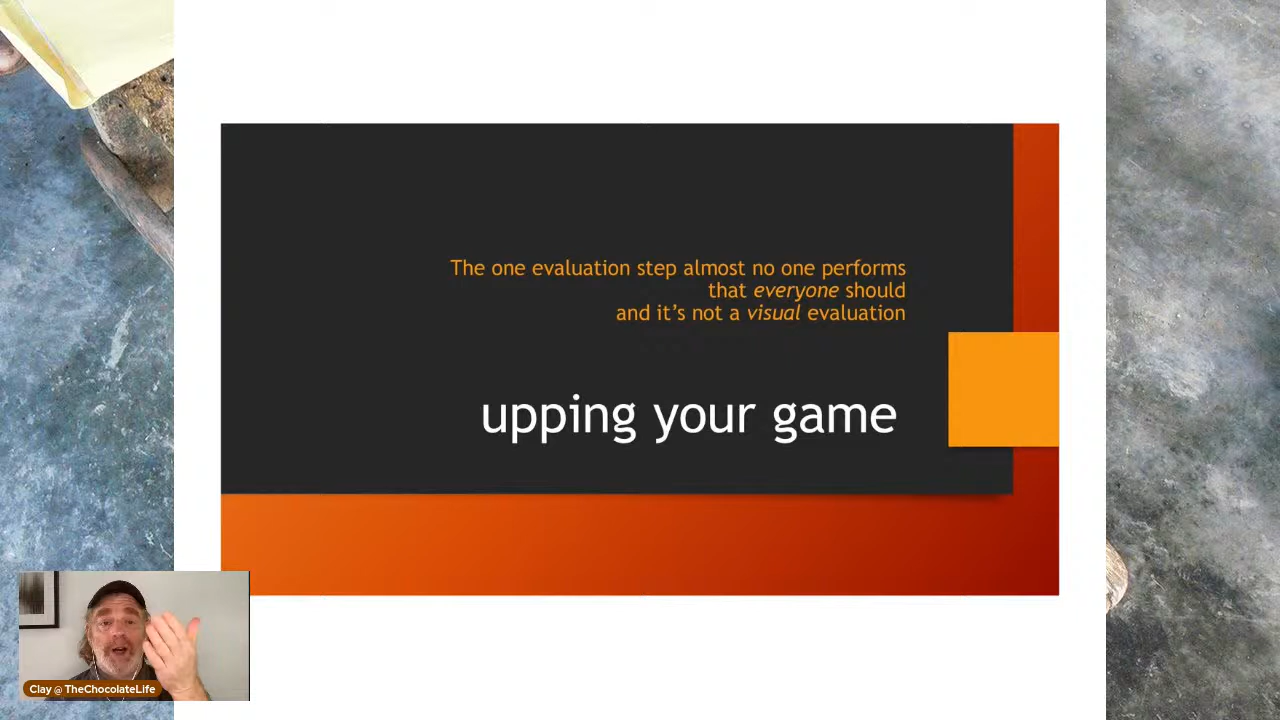 The one evaluation step almost no one performs
that everyone should
and it’s not a visual evaluation
upping your game
Clay @ TheChocolateLife